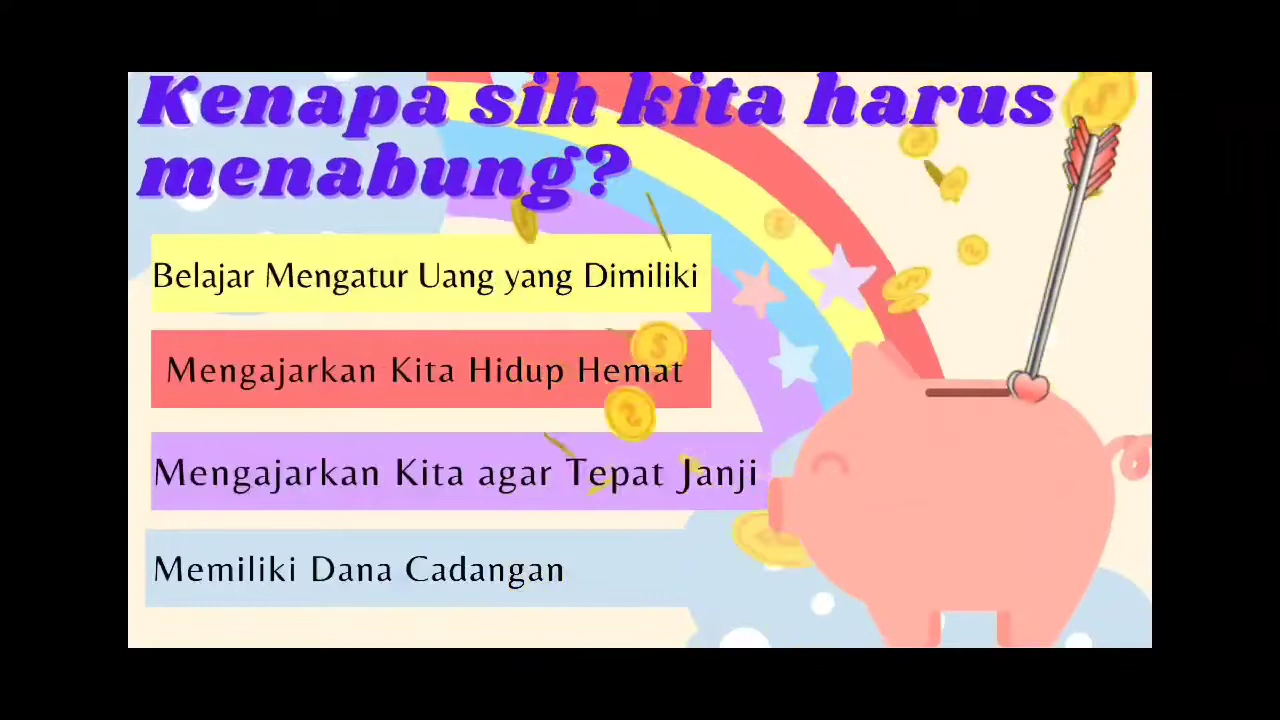 Kenapa sih kita harus
menabung?
Belajar Mengatur Uang yang Dimiliki
Mengajarkan Kita Hidup Hemat
Mengajarkan Kita agar Tepat Janji
Memiliki Dana Cadangan